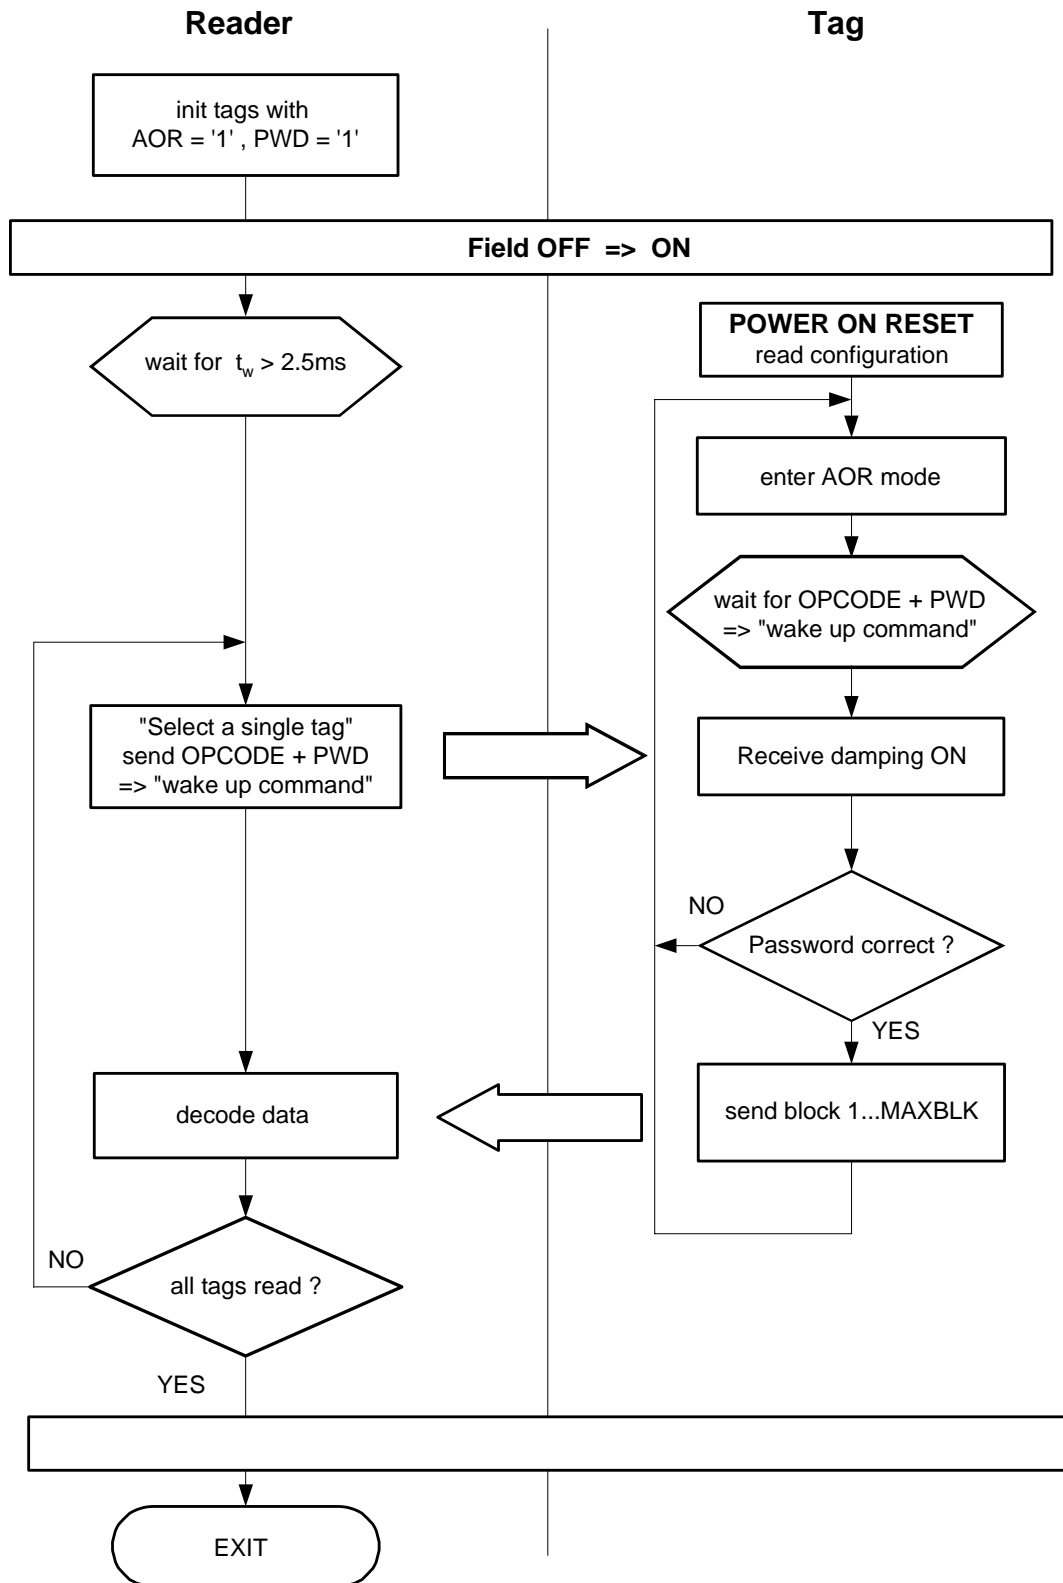 Reader
Tag
init tags with
AOR = '1' , PWD = '1'
Field OFF => ON
wait for tw > 2.5ms
POWER ON RESET
read configuration
enter AOR mode
wait for OPCODE + PWD
=> "wake up command"
"Select a single tag"
send OPCODE + PWD
=> "wake up command"
Receive damping ON
NO
Password correct ?
YES
decode data
send block 1...MAXBLK
NO
all tags read ?
YES
EXIT